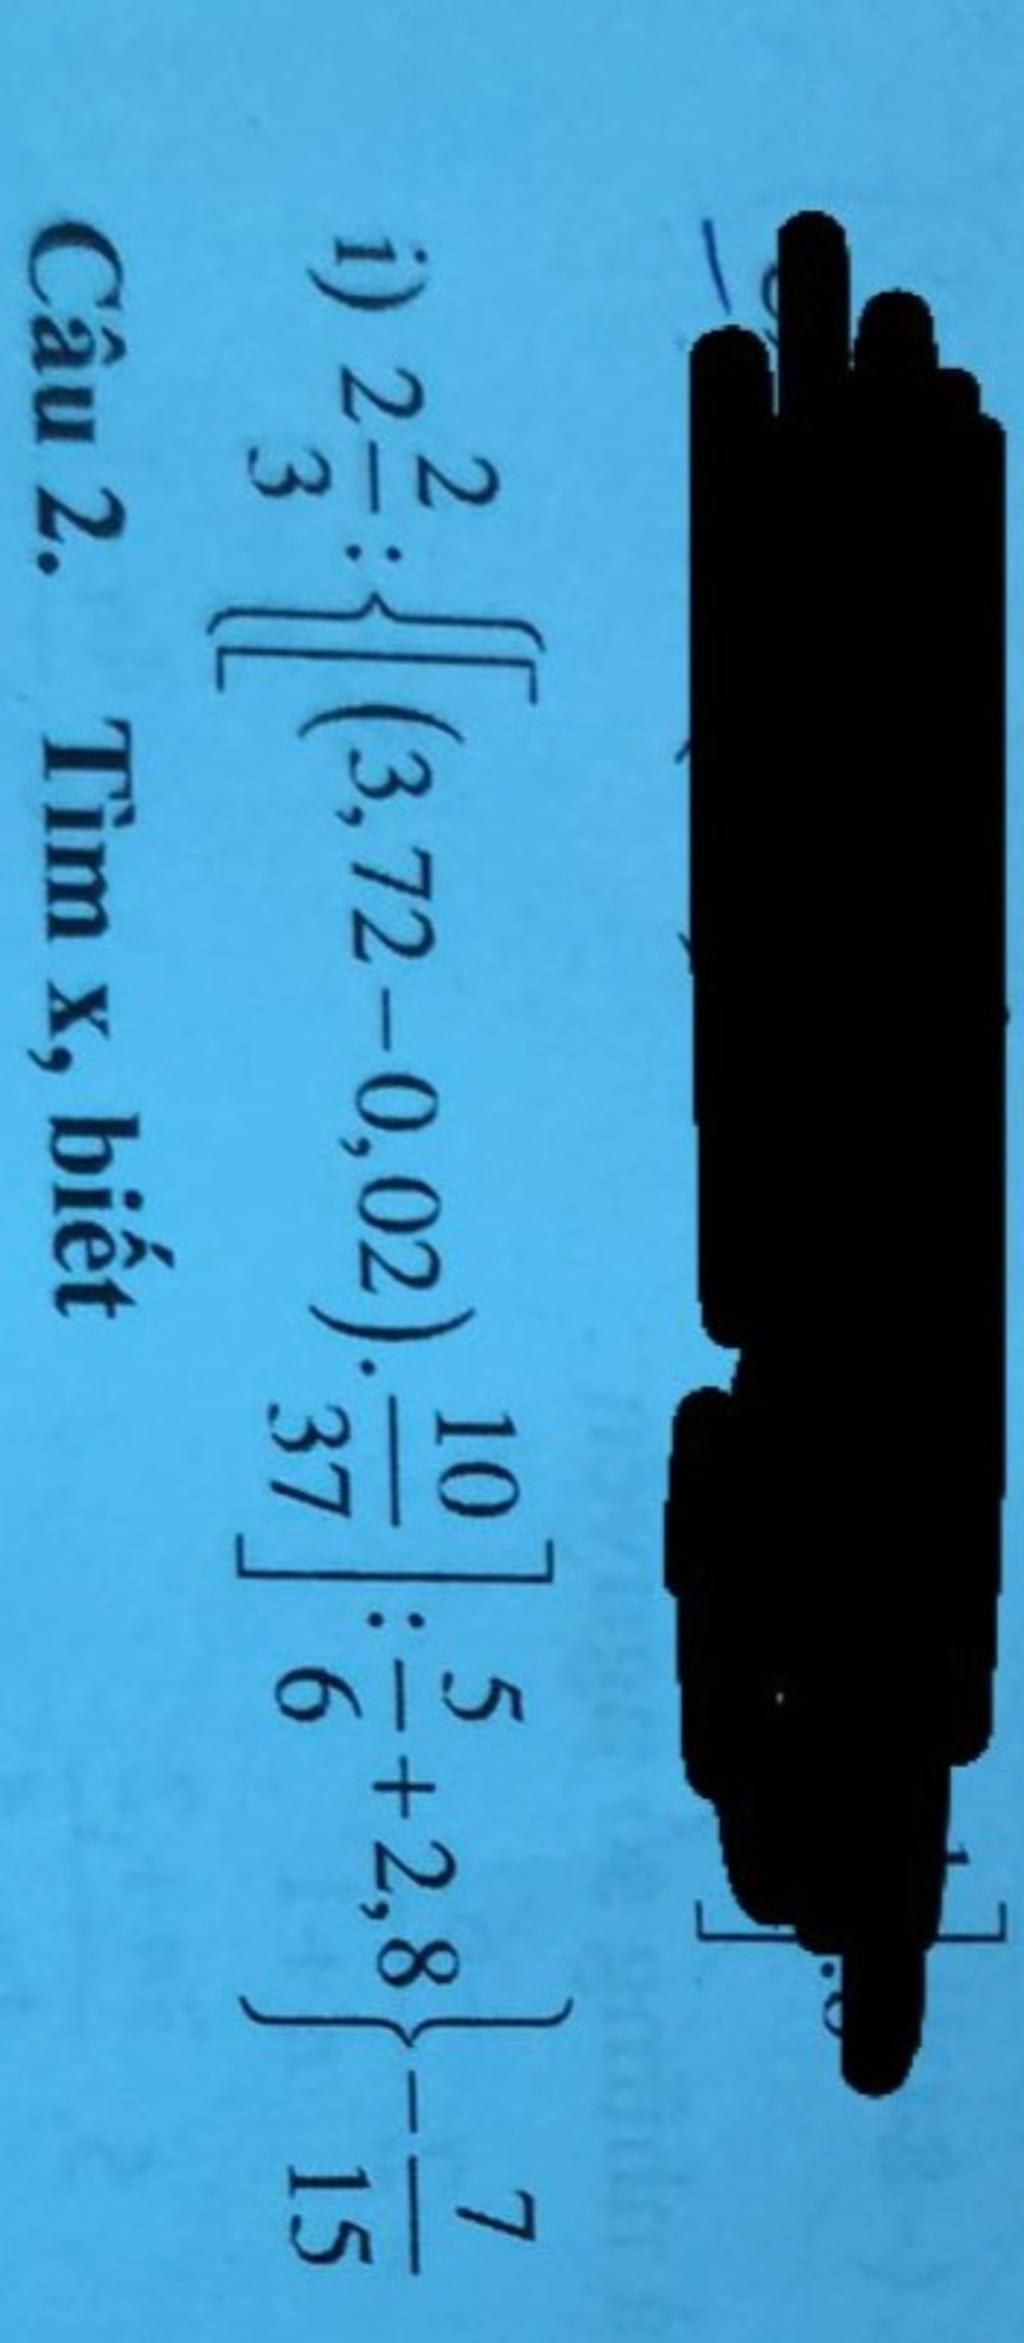 i) 2 2/3 : {[(3,72 − 0,02) . 10/37] : 5/6 + 2,8} − 7/15
Câu 2. Tìm x, biết